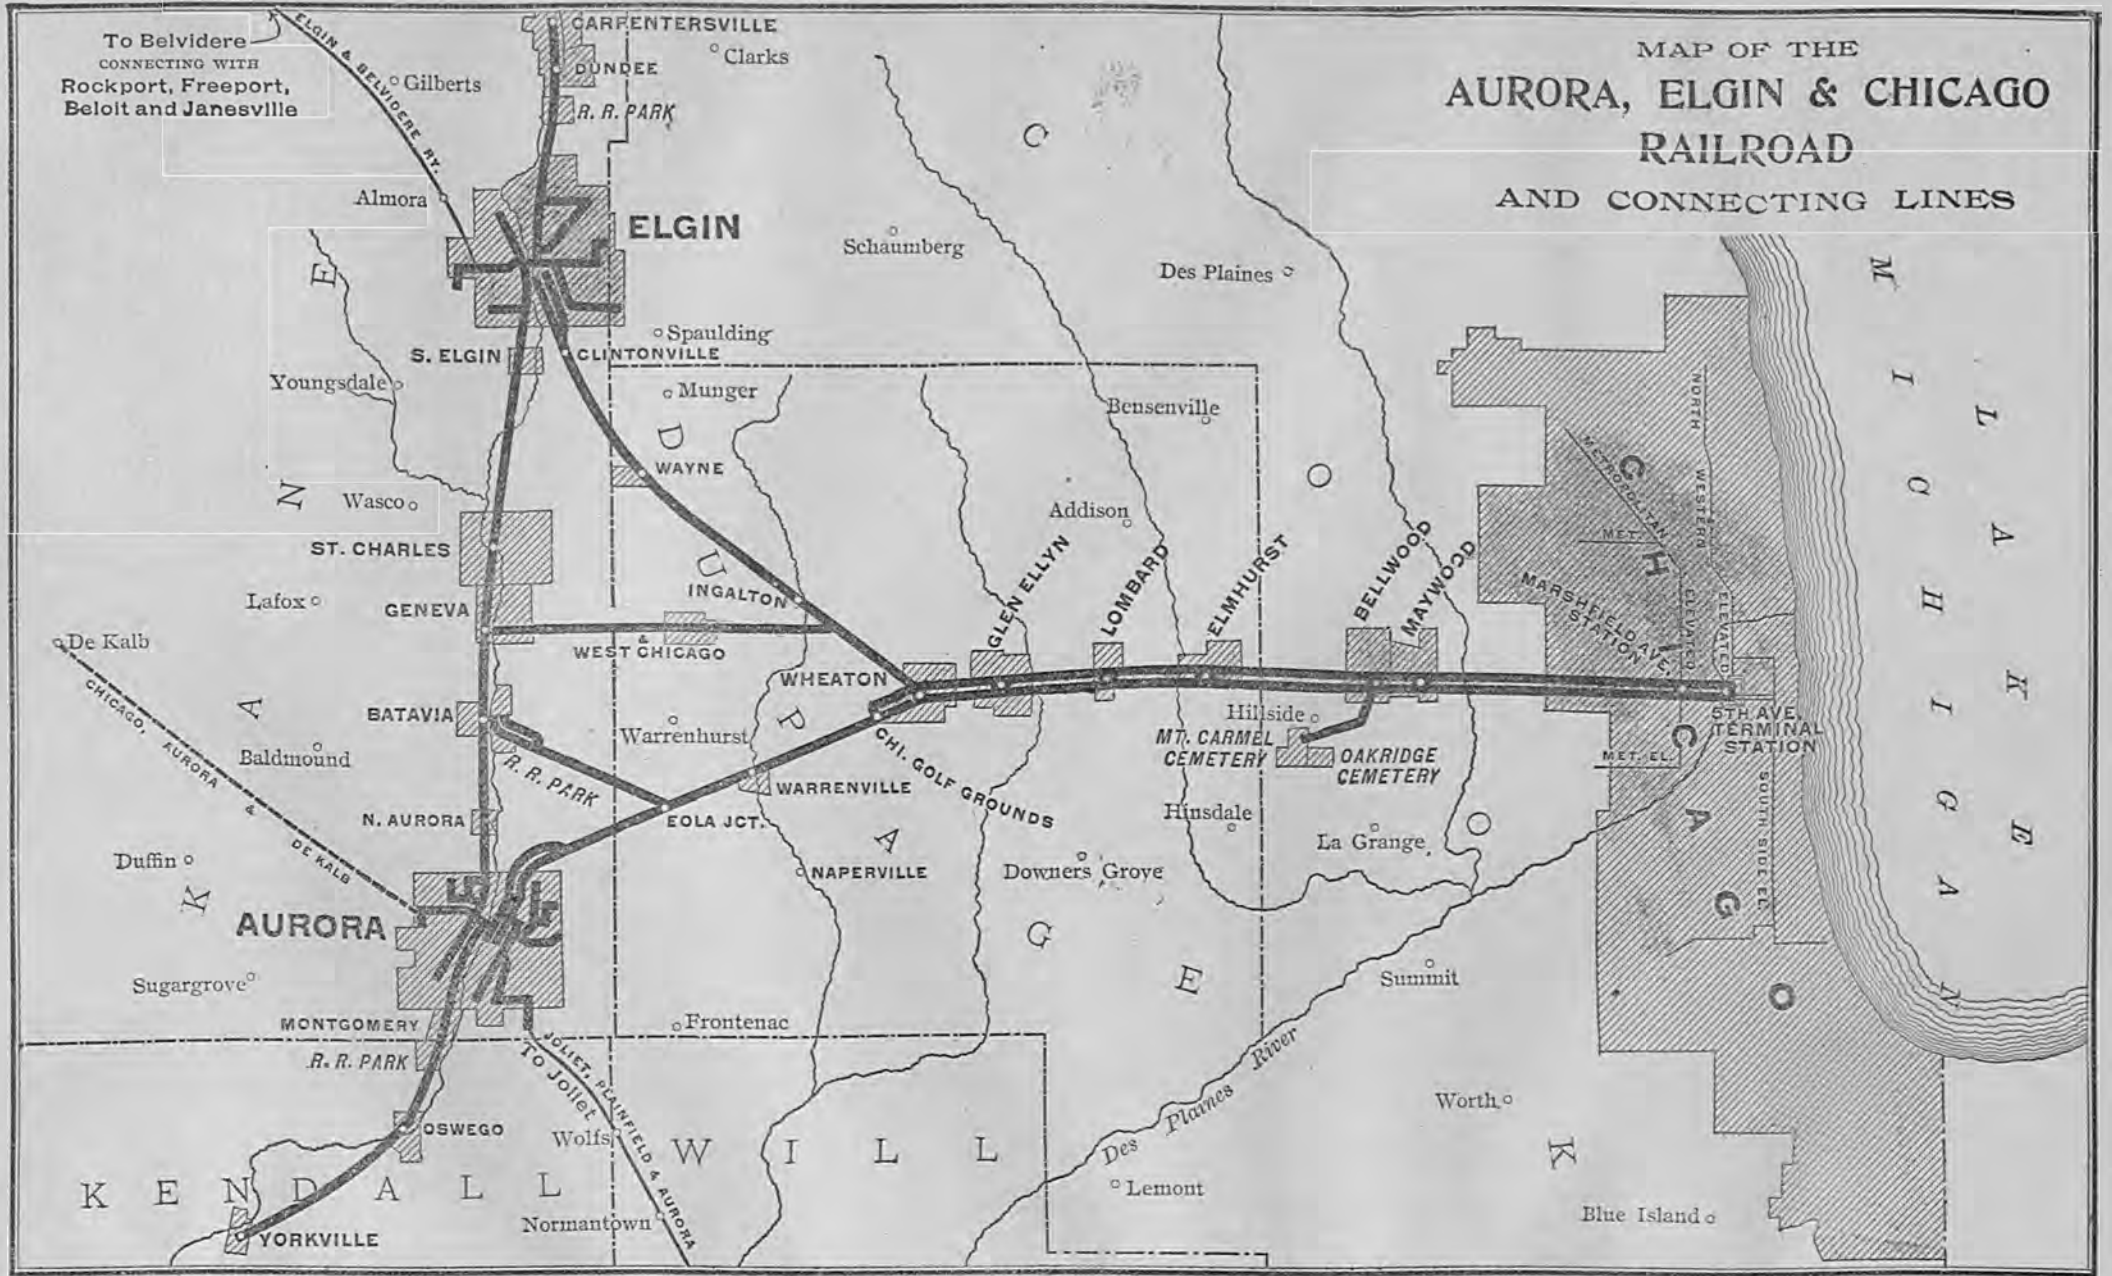 MAP OF THE
AURORA, ELGIN & CHICAGO
RAILROAD
AND CONNECTING LINES
To Belvidere
CONNECTING WITH
Rockport, Freeport,
Beloit and Janesville
ELGIN & BELVIDERE RY.
CARPENTERSVILLE
Clarks
Gilberts
DUNDEE
R. R. PARK
Almora
ELGIN
Schaumberg
Des Plaines
Spaulding
S. ELGIN
CLINTONVILLE
Youngsdale
Munger
Bensenville
WAYNE
Wasco
Addison
ST. CHARLES
INGALTON
Lafox
GENEVA
De Kalb
WEST CHICAGO
&
WHEATON
GLEN ELLYN
LOMBARD
ELMHURST
BELLWOOD
MAYWOOD
BATAVIA
R. R. PARK
Warrenhurst
Hillside
MT. CARMEL
CEMETERY
OAKRIDGE
CEMETERY
CHI. GOLF GROUNDS
Baldmound
WARRENVILLE
CHICAGO, AURORA & DE KALB
N. AURORA
EOLA JCT.
Hinsdale
La Grange
Duffin
NAPERVILLE
Downers Grove
AURORA
Sugargrove
Summit
MONTGOMERY
Frontenac
R. R. PARK
TO Joliet
JOLIET, PLAINFIELD & AURORA
Des Plaines River
Worth
OSWEGO
Wolfs
Lemont
Normantown
Blue Island
YORKVILLE
KANE
DUPAGE
COOK
KENDALL
WILL
CHICAGO
LAKE
MICHIGAN
NORTH WESTERN ELEVATED
METROPOLITAN ELEVATED
MET.
MARSHFIELD AVE.
STATION
5TH AVE.
TERMINAL
STATION
MET. EL.
SOUTH SIDE EL.